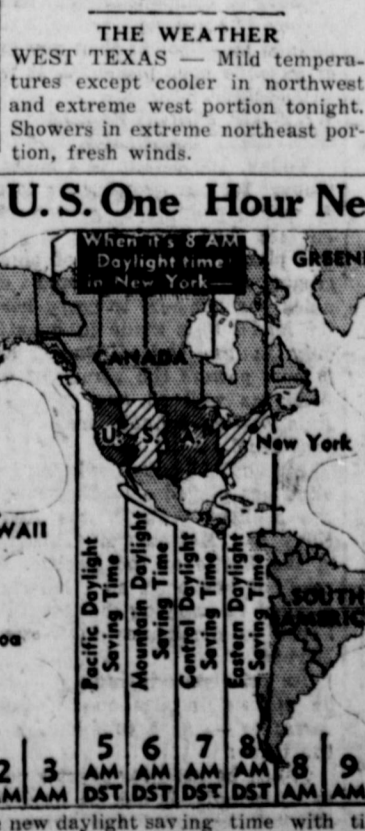 THE WEATHER
WEST TEXAS — Mild tempera-
tures except cooler in northwest
and extreme west portion tonight.
Showers in extreme northeast por-
tion, fresh winds.
U. S. One Hour Ne
When it's 8 AM
Daylight time
in New York—
GREEN
CANADA
U. S. A.
New York
WAII
Pacific Daylight
Saving Time
Mountain Daylight
Saving Time
Central Daylight
Saving Time
Eastern Daylight
Saving Time
SOUTH
AMERIC
oa
2 3 5 6 7 8 8 9
M AM AM AM AM AM AM AM
DST DST DST DST
new daylight saving time with ti